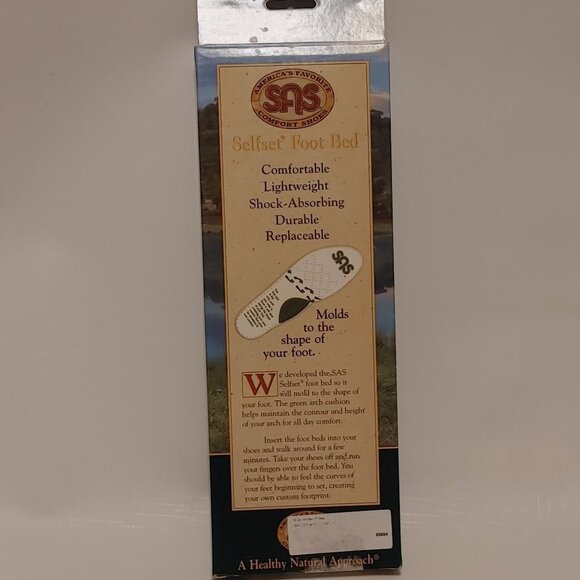 AMERICA'S FAVORITE
SAS
COMFORT SHOES
Selfset® Foot Bed
Comfortable
Lightweight
Shock-Absorbing
Durable
Replaceable
SAS
Molds
to the
shape of
your foot.
We developed the SAS
Selfset® foot bed so it
will mold to the shape of
your foot. The green arch cushion
helps maintain the contour and height
of your arch for all day comfort.
Insert the foot beds into your
shoes and walk around for a few
minutes. Take your shoes off and run
your fingers over the foot bed. You
should be able to feel the curves of
your feet beginning to set, creating
your own custom footprint.
AMERICA'S
A Healthy Natural Approach®